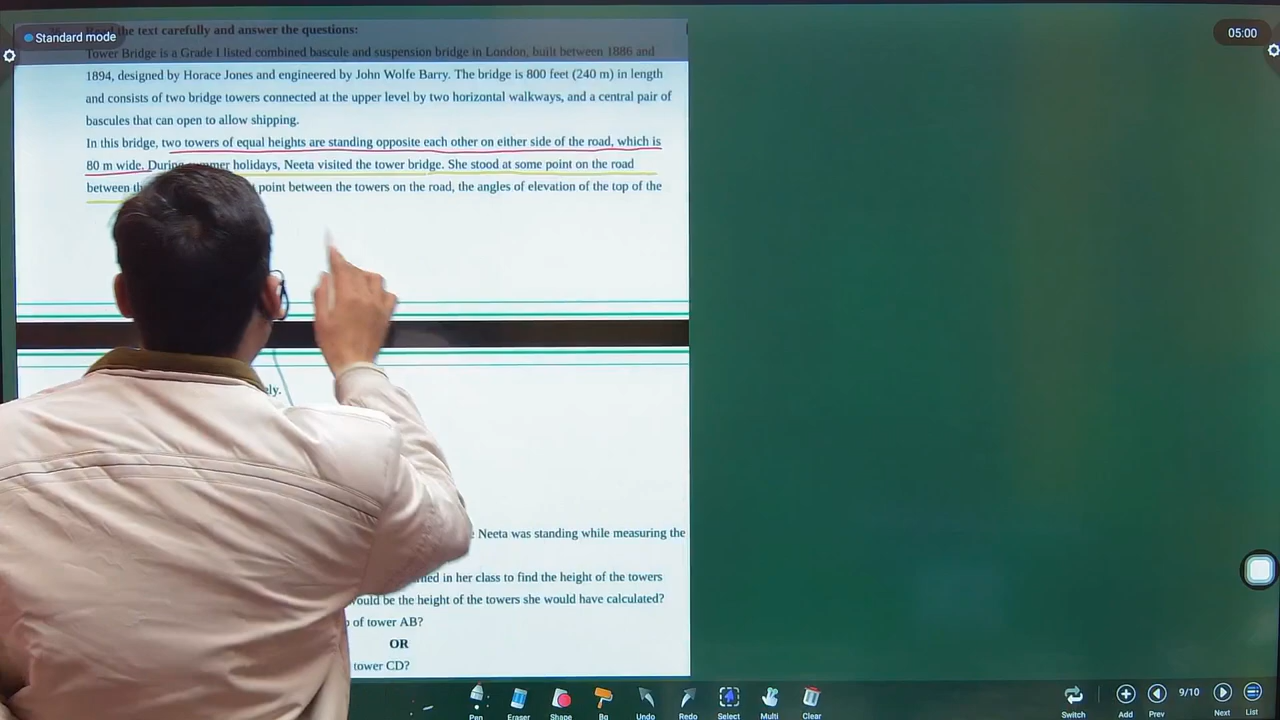 Standard mode
05:00
the text carefully and answer the questions:
Tower Bridge is a Grade I listed combined bascule and suspension bridge in London, built between 1886 and
1894, designed by Horace Jones and engineered by John Wolfe Barry. The bridge is 800 feet (240 m) in length
and consists of two bridge towers connected at the upper level by two horizontal walkways, and a central pair of
bascules that can open to allow shipping.
In this bridge, two towers of equal heights are standing opposite each other on either side of the road, which is
80 m wide. During holidays, Neeta visited the tower bridge. She stood at some point on the road
between point between the towers on the road, the angles of elevation of the top of the
Neeta was standing while measuring the
in her class to find the height of the towers
would be the height of the towers she would have calculated?
of tower AB?
OR
tower CD?
Pen Eraser Shape Bg Undo Redo Select Multi Clear
Switch Add Prev 9/10 Next List